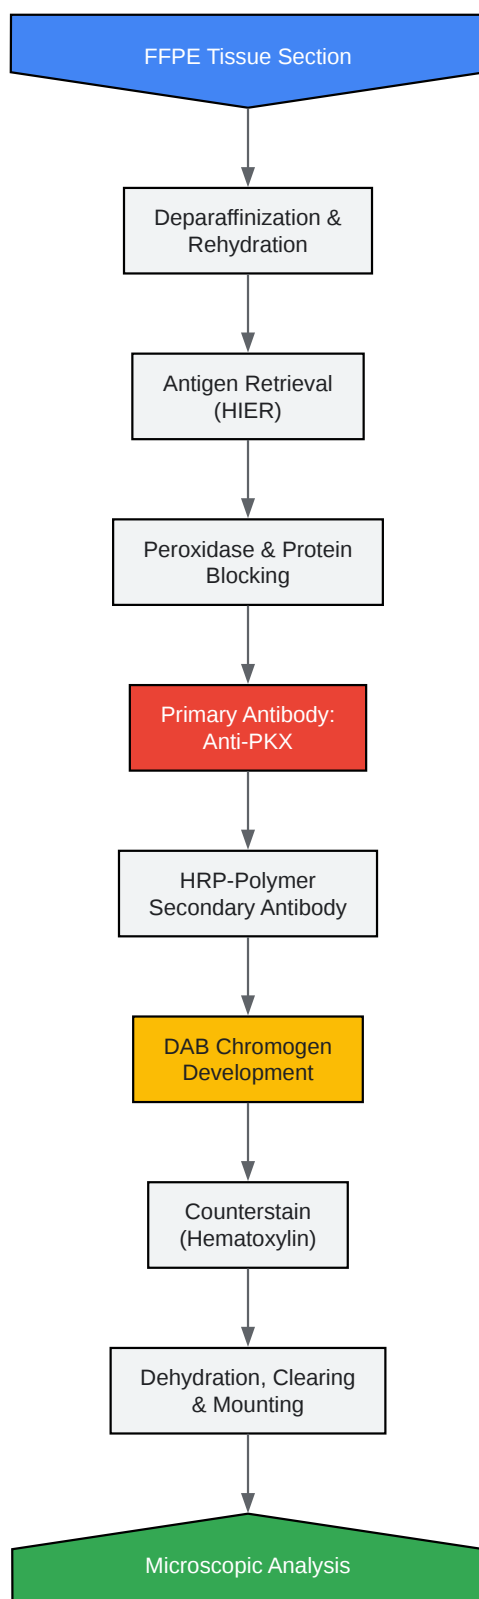 FFPE Tissue Section
Deparaffinization &
Rehydration
Antigen Retrieval
(HIER)
Peroxidase & Protein
Blocking
Primary Antibody:
Anti-PKX
HRP-Polymer
Secondary Antibody
DAB Chromogen
Development
Counterstain
(Hematoxylin)
Dehydration, Clearing
& Mounting
Microscopic Analysis